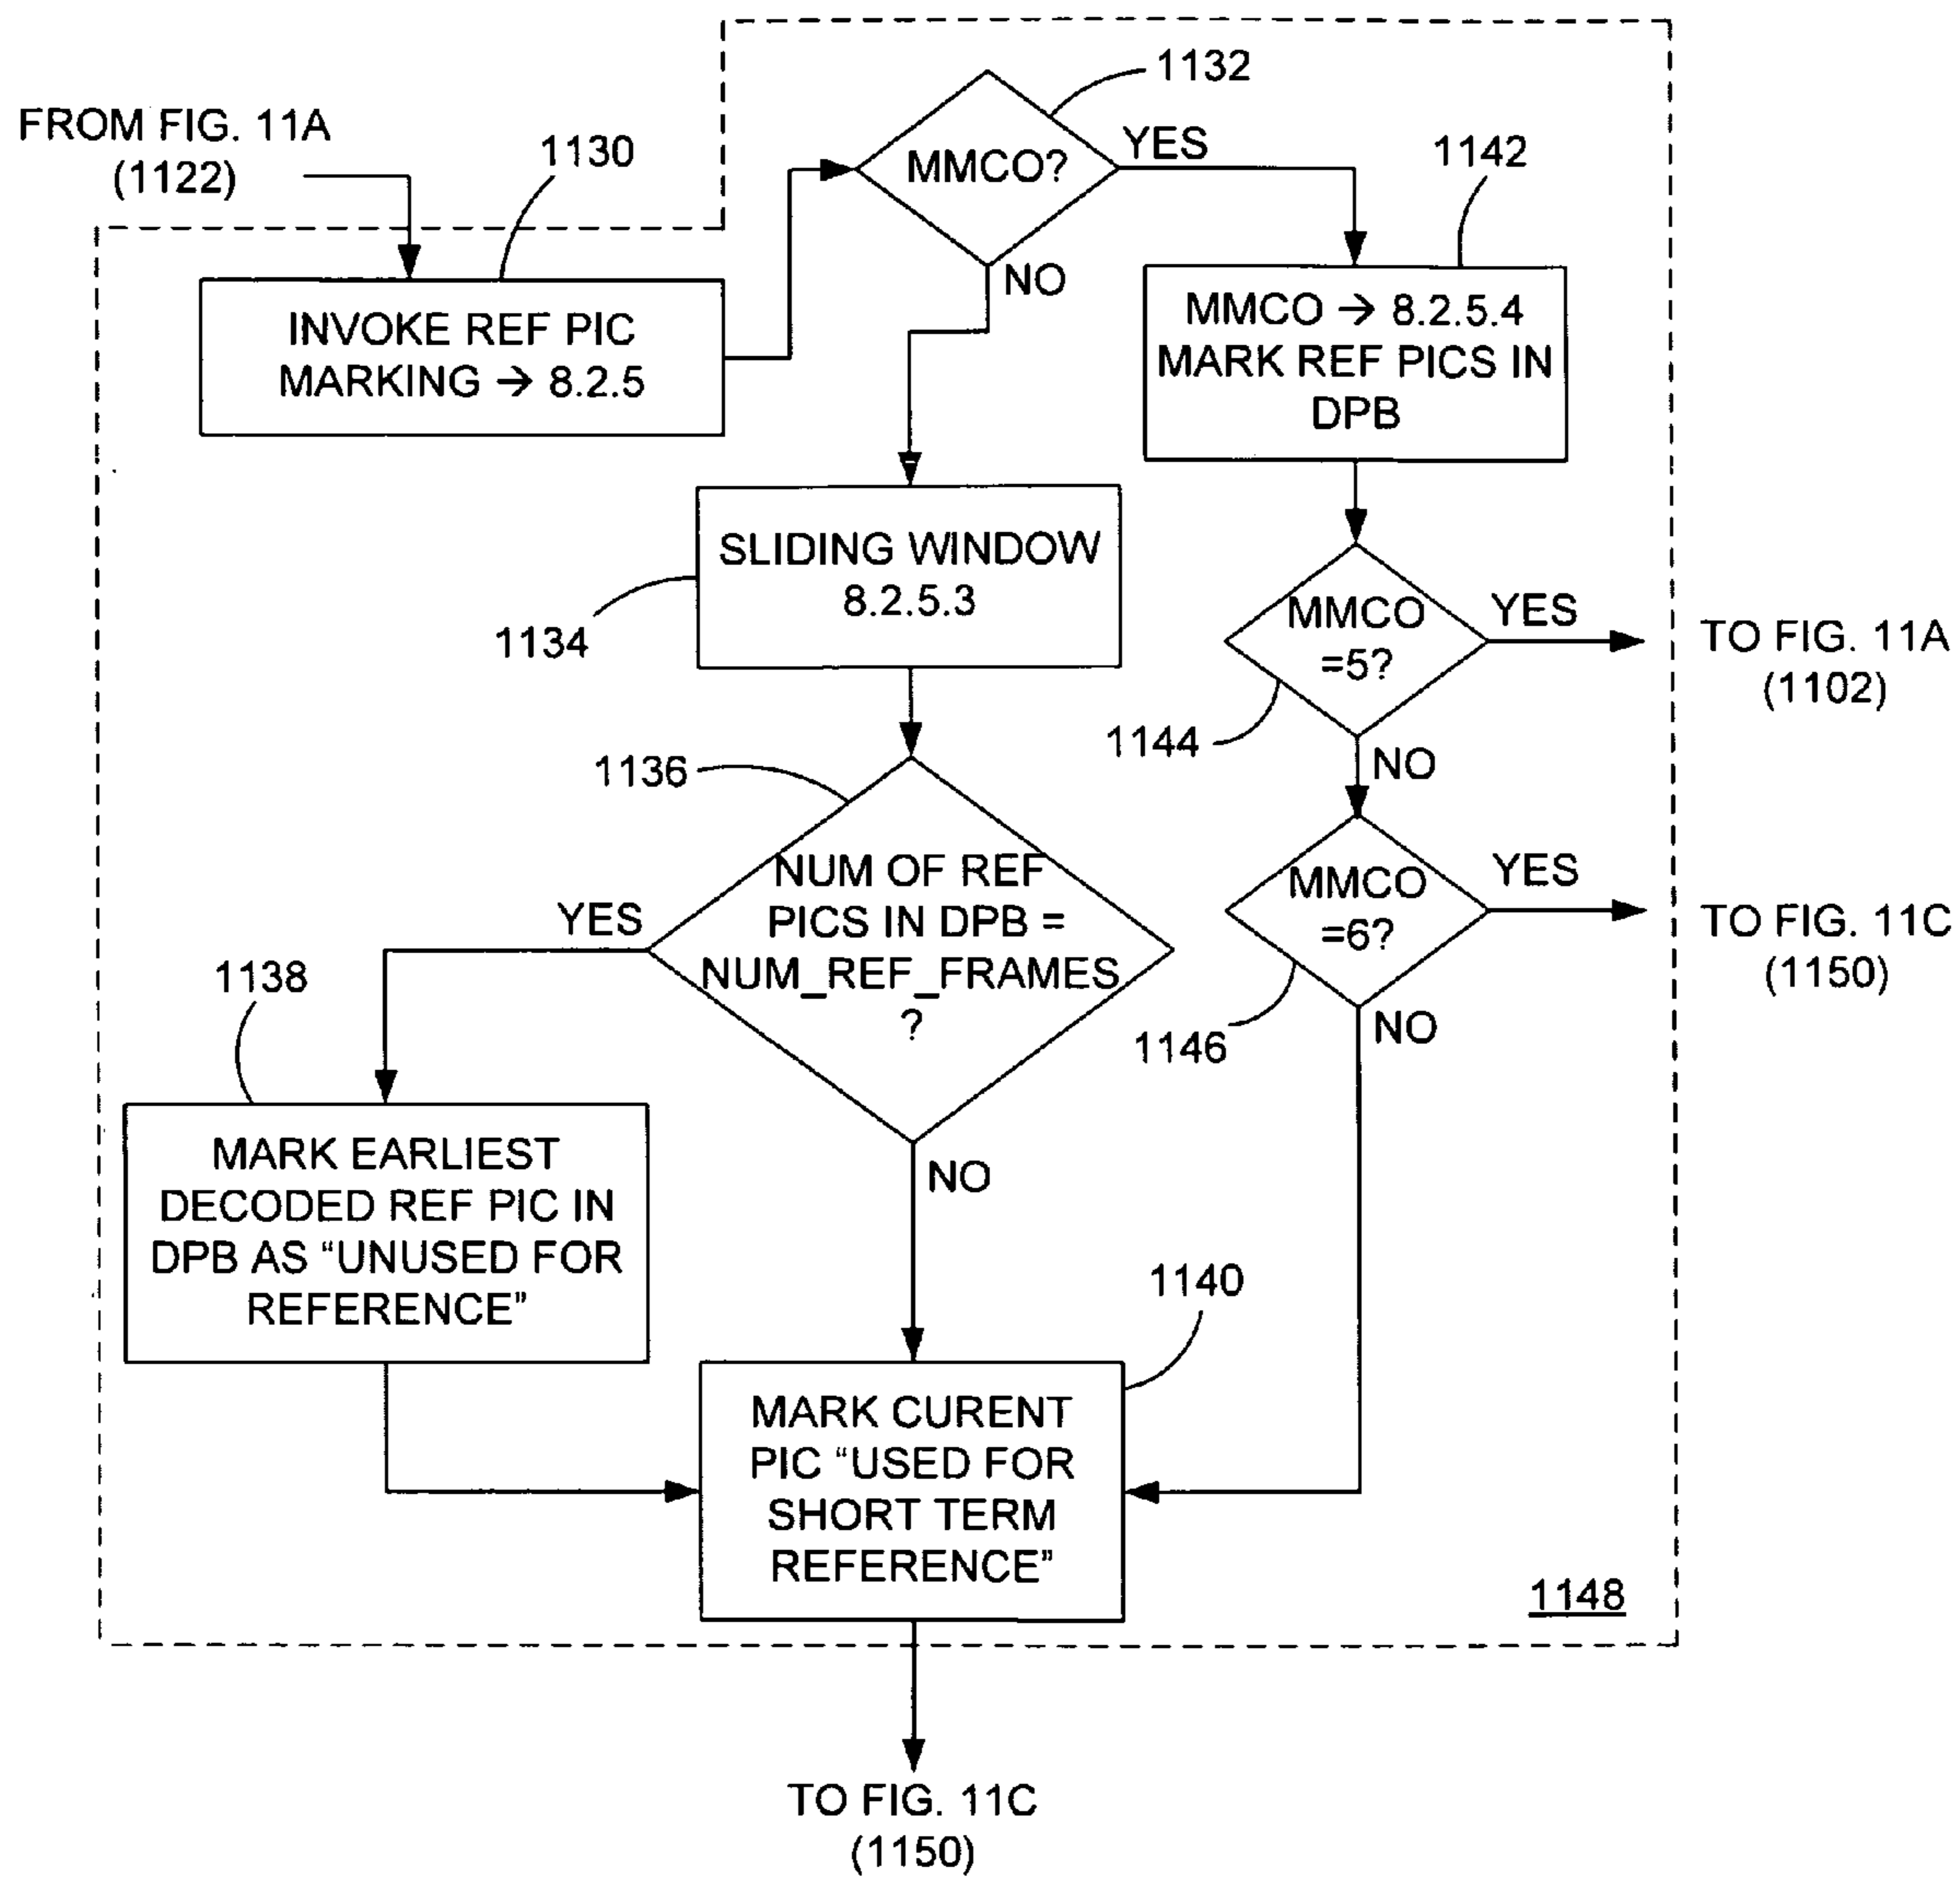 FROM FIG. 11A
(1122)
1130
INVOKE REF PIC
MARKING → 8.2.5
1132
MMCO?
YES
NO
1142
MMCO → 8.2.5.4
MARK REF PICS IN
DPB
SLIDING WINDOW
8.2.5.3
1134
MMCO
=5?
YES
TO FIG. 11A
(1102)
1144
NO
1136
NUM OF REF
PICS IN DPB =
NUM_REF_FRAMES
?
YES
NO
MMCO
=6?
YES
TO FIG. 11C
(1150)
1146
NO
1138
MARK EARLIEST
DECODED REF PIC IN
DPB AS “UNUSED FOR
REFERENCE”
1140
MARK CURENT
PIC “USED FOR
SHORT TERM
REFERENCE”
1148
TO FIG. 11C
(1150)